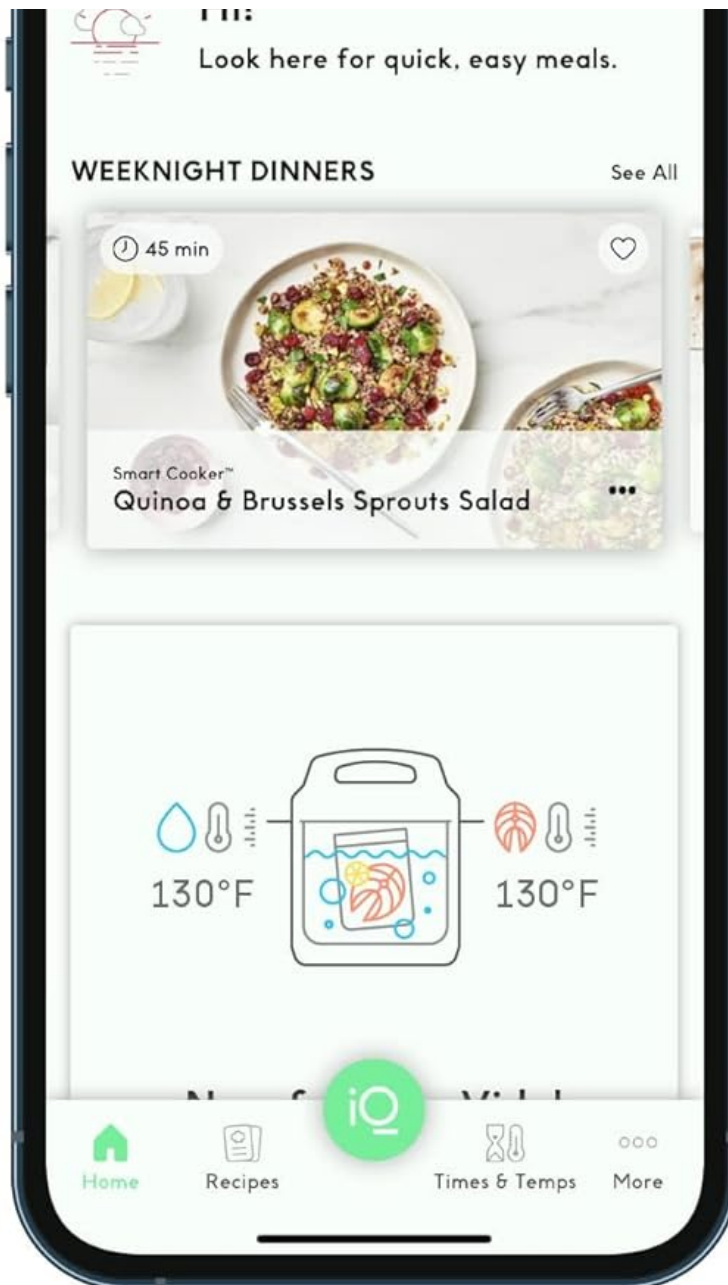 Look here for quick, easy meals.
WEEKNIGHT DINNERS
See All
45 min
Smart Cooker™
Quinoa & Brussels Sprouts Salad
130°F
130°F
iQ
Home
Recipes
Times & Temps
More